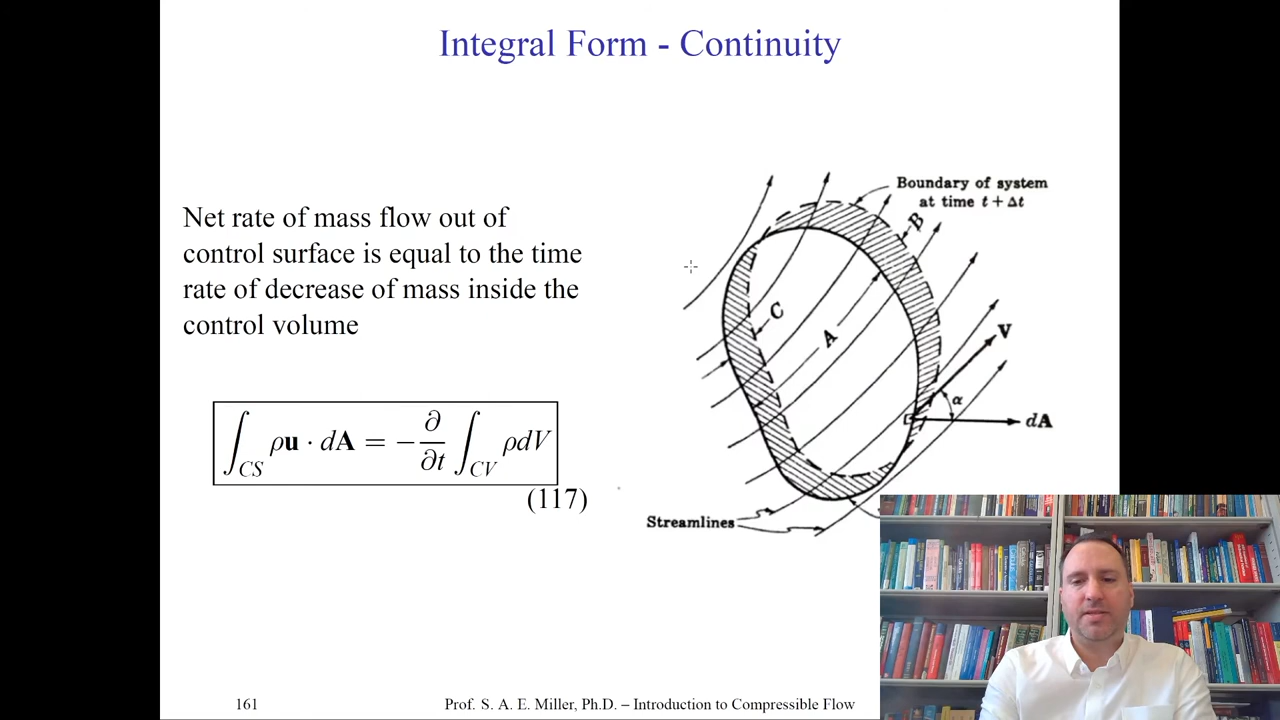 Integral Form - Continuity
Net rate of mass flow out of
control surface is equal to the time
rate of decrease of mass inside the
control volume
∫_CS ρ𝐮 · d𝐀 = −∂/∂t ∫_CV ρdV
(117)
Boundary of system
at time t + Δt
B
C
A
V
α
dA
Streamlines
161
Prof. S. A. E. Miller, Ph.D. – Introduction to Compressible Flow